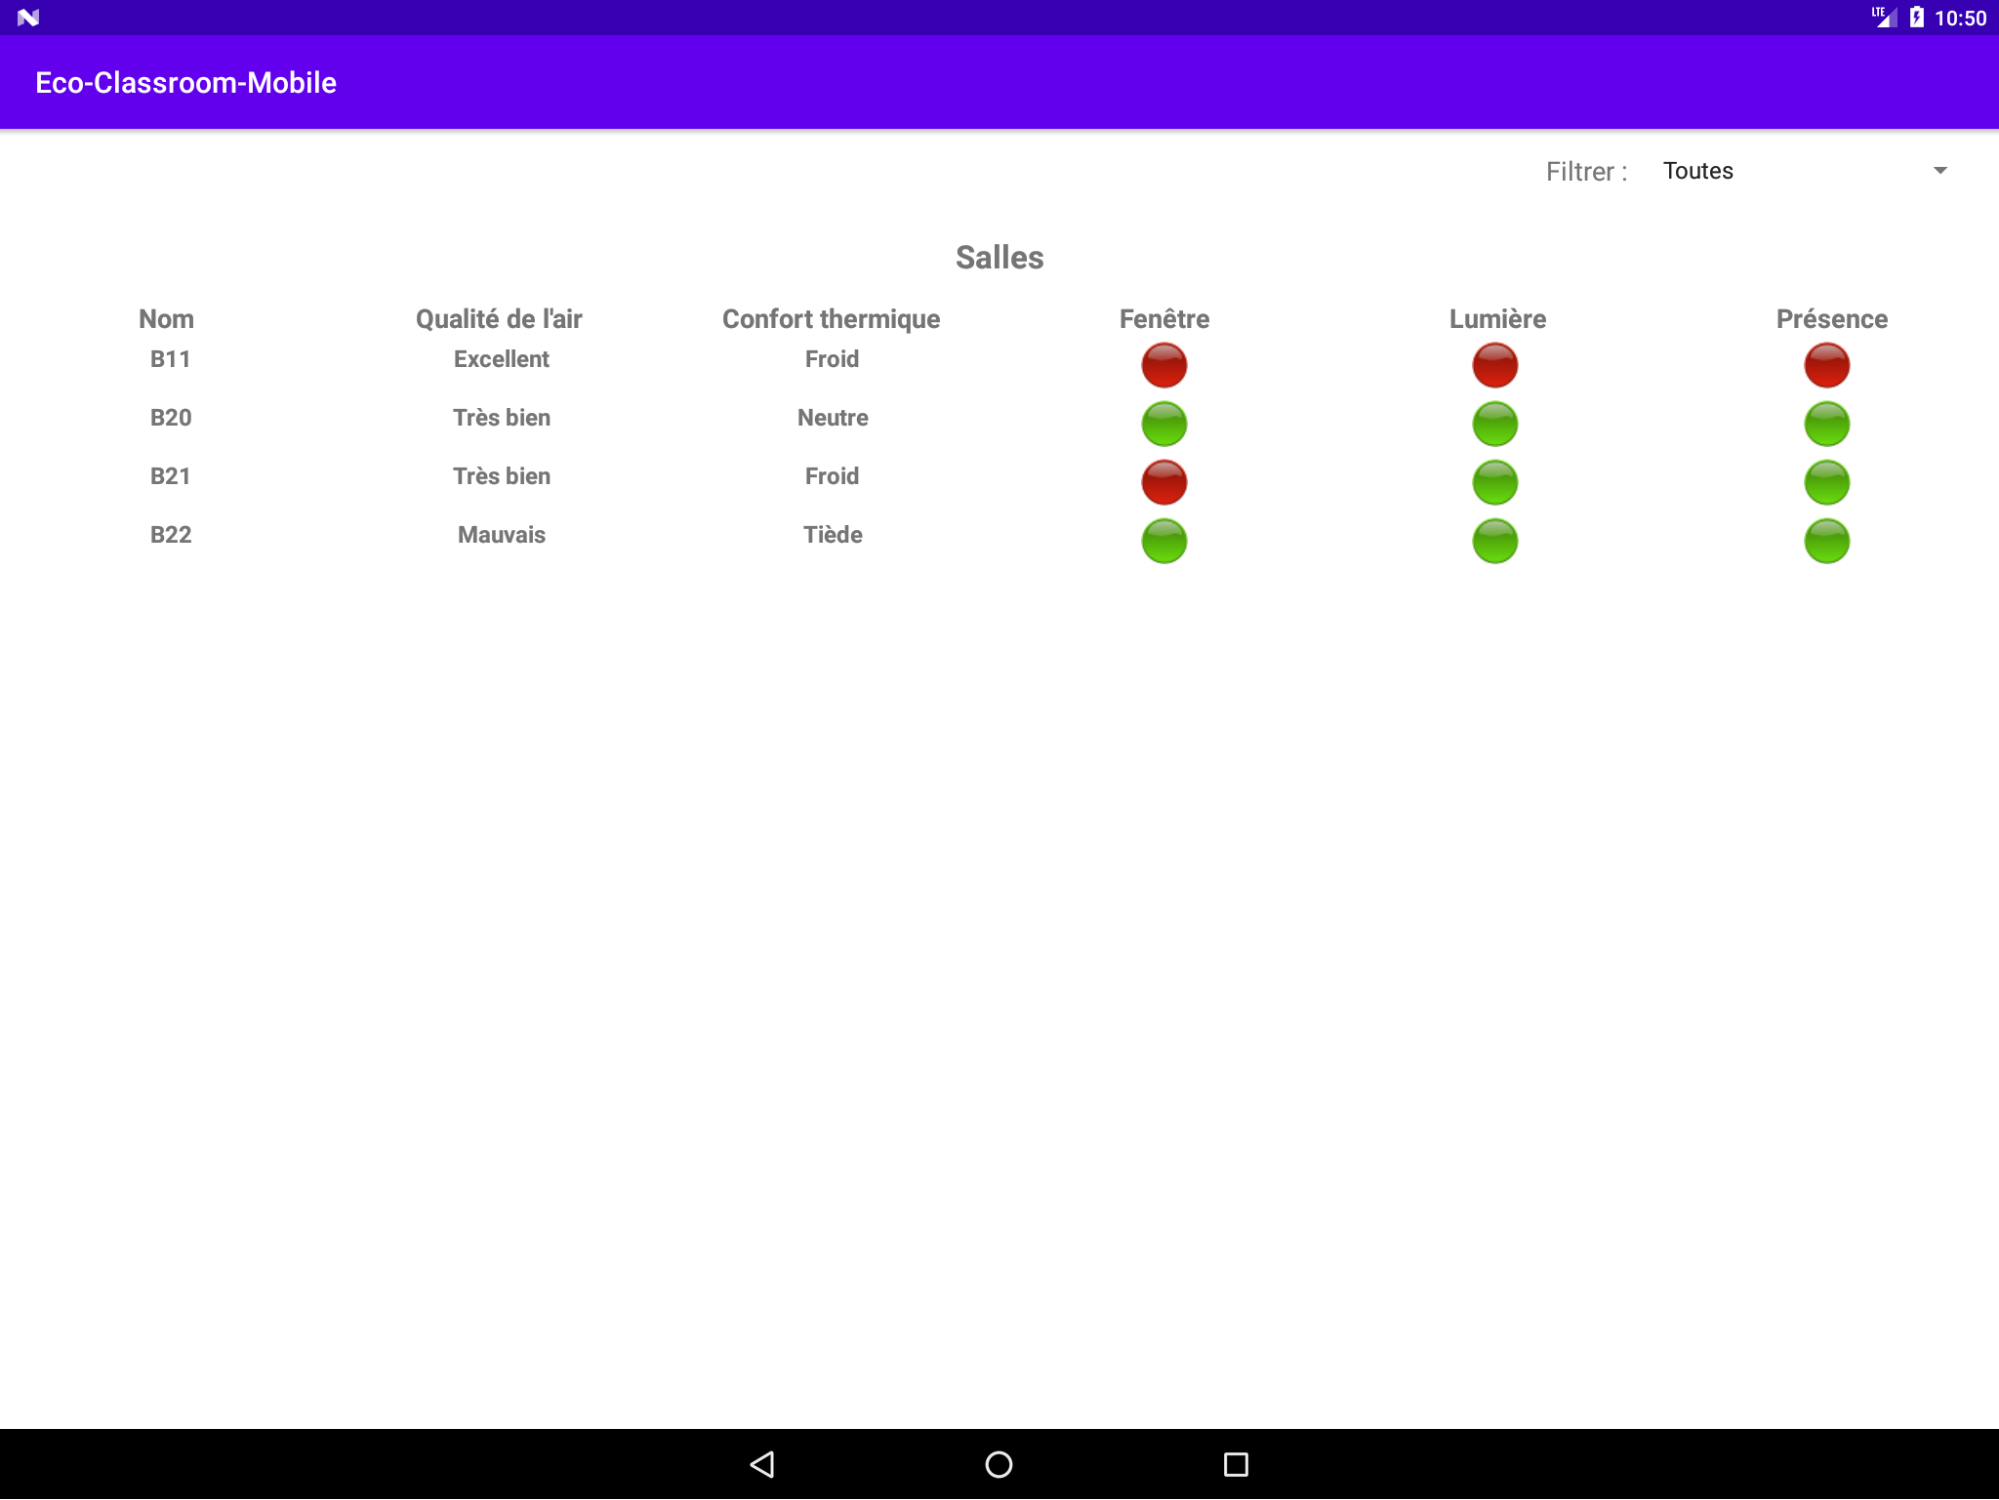 LTE 10:50
Eco-Classroom-Mobile
Filtrer : Toutes
Salles
Nom Qualité de l'air Confort thermique Fenêtre Lumière Présence
B11 Excellent Froid
B20 Très bien Neutre
B21 Très bien Froid
B22 Mauvais Tiède